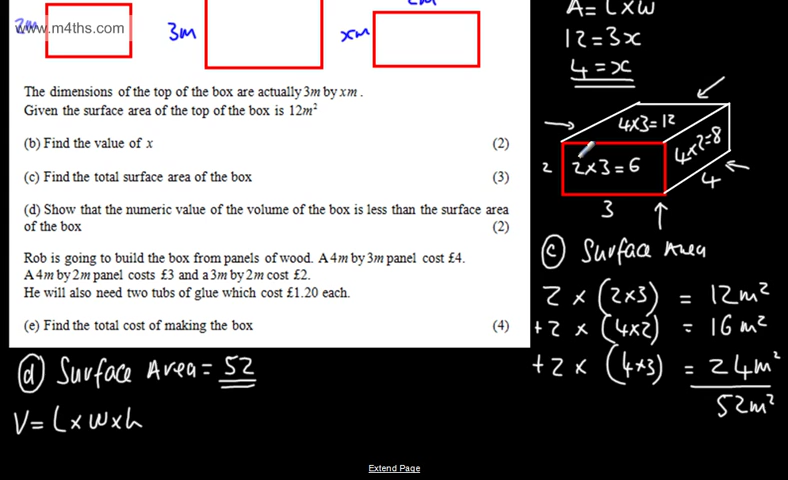 A = L x W
www.m4ths.com
3m
xm
12 = 3x
4 = x
The dimensions of the top of the box are actually 3m by xm.
Given the surface area of the top of the box is 12m²
(b) Find the value of x (2)
(c) Find the total surface area of the box (3)
(d) Show that the numeric value of the volume of the box is less than the surface area
of the box (2)
Rob is going to build the box from panels of wood. A 4m by 3m panel cost £4.
A 4m by 2m panel costs £3 and a 3m by 2m cost £2.
He will also need two tubs of glue which cost £1.20 each.
(e) Find the total cost of making the box (4)
4x3=12
2
2x3=6
4x2=8
4
3
(c) Surface Area
2 x (2x3) = 12m²
+2 x (4x2) = 16m²
+2 x (4x3) = 24m²
52m²
(d) Surface Area = 52
V = L x W x h
Extend Page